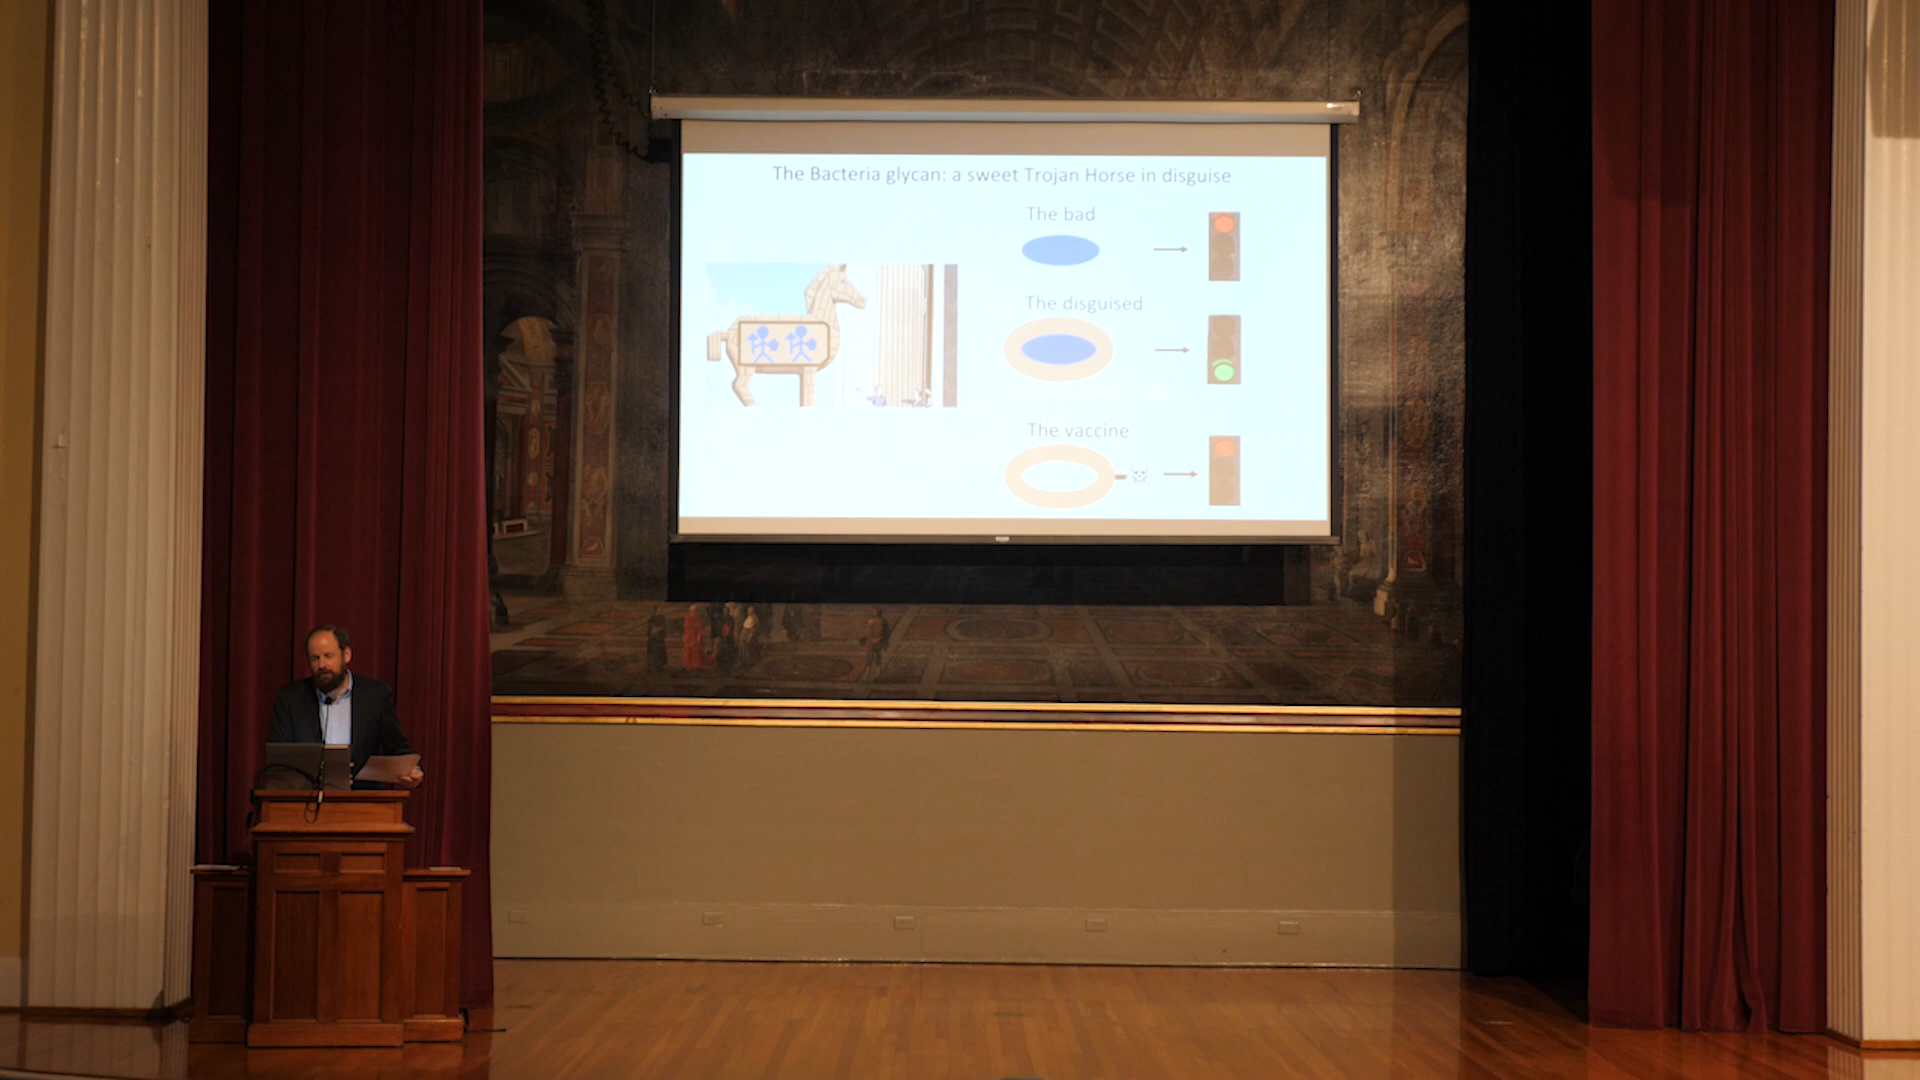 The Bacteria glycan: a sweet Trojan Horse in disguise
The bad
The disguised
The vaccine